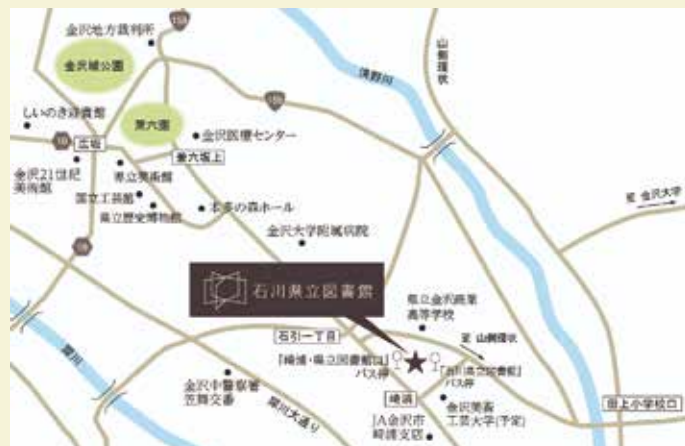 159
金沢地方裁判所
金沢城公園
山側環状
浅野川
159
しいのき迎賓館
兼六園
金沢医療センター
10
広坂
兼六坂上
金沢21世紀
美術館
県立美術館
国立工芸館
県立歴史博物館
本多の森ホール
至 金沢大学
金沢大学附属病院
石川県立図書館
県立金沢商業
高等学校
石引一丁目
至 山側環状
犀川
「崎浦・県立図書館口」
バス停
「石川県立図書館」
バス停
金沢中警察署
笠舞交番
崎浦
金沢美術
工芸大学(予定)
田上小学校口
犀川大通り
JA金沢市
崎浦支店